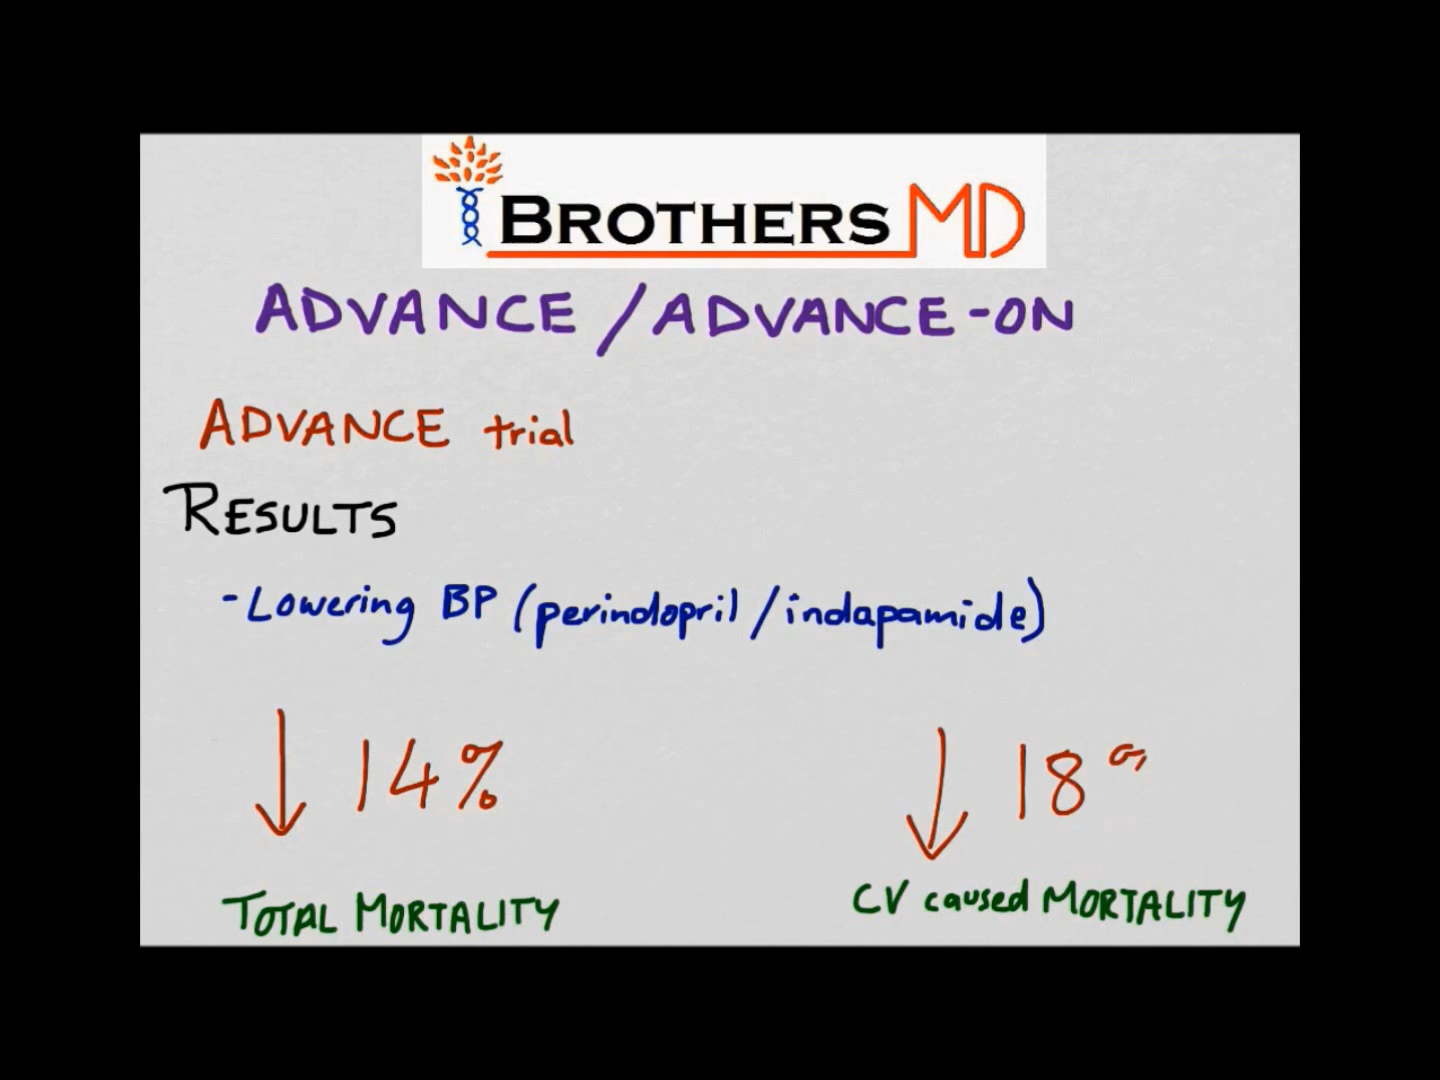 BROTHERS MD
ADVANCE / ADVANCE-ON
ADVANCE trial
RESULTS
- Lowering BP (perindopril / indapamide)
↓ 14% ↓ 18
TOTAL MORTALITY CV caused MORTALITY